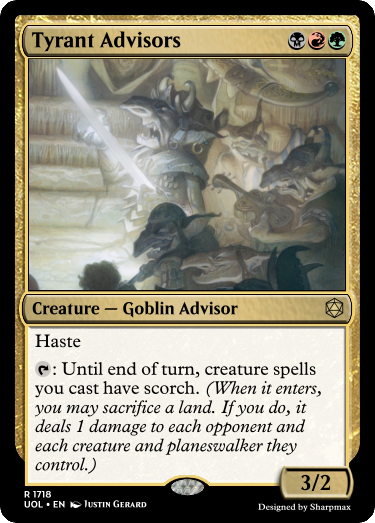 Tyrant Advisors
Creature — Goblin Advisor
Haste
: Until end of turn, creature spells
you cast have scorch. (When it enters,
you may sacrifice a land. If you do, it
deals 1 damage to each opponent and
each creature and planeswalker they
control.)
3/2
R 1718
UOL • EN Justin Gerard
Designed by Sharpmax